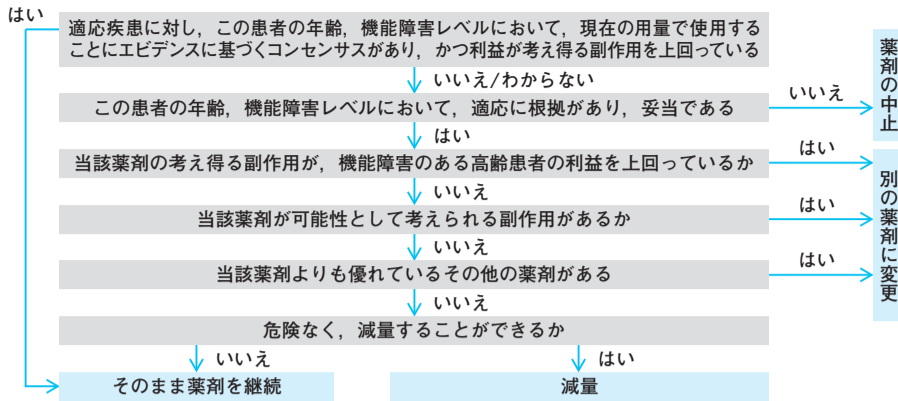 はい
適応疾患に対し，この患者の年齢，機能障害レベルにおいて，現在の用量で使用する
ことにエビデンスに基づくコンセンサスがあり，かつ利益が考え得る副作用を上回っている
いいえ/わからない
この患者の年齢，機能障害レベルにおいて，適応に根拠があり，妥当である
いいえ
薬剤の中止
はい
当該薬剤の考え得る副作用が，機能障害のある高齢患者の利益を上回っているか
はい
別の薬剤に変更
いいえ
当該薬剤が可能性として考えられる副作用があるか
はい
いいえ
当該薬剤よりも優れているその他の薬剤がある
はい
いいえ
危険なく，減量することができるか
いいえ
はい
そのまま薬剤を継続
減量